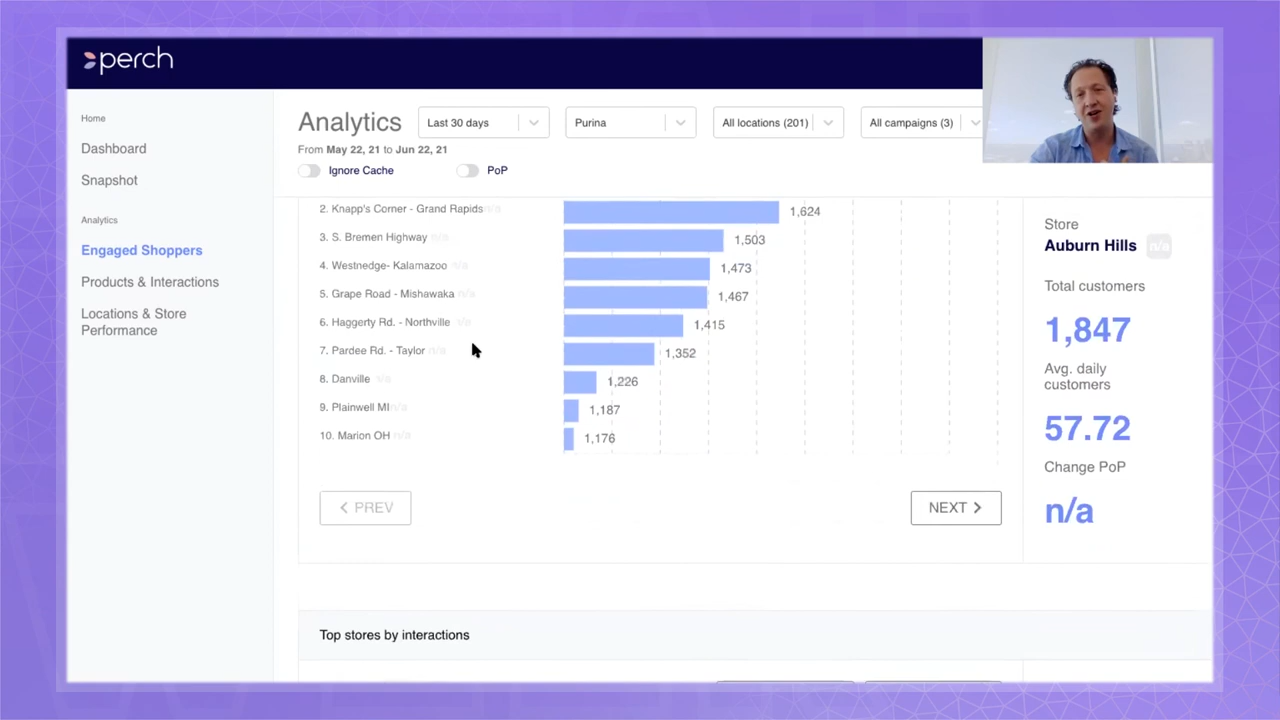 perch
Home
Dashboard
Snapshot
Analytics
Engaged Shoppers
Products & Interactions
Locations & Store
Performance
Analytics
Last 30 days
Purina
All locations (201)
All campaigns (3)
From May 22, 21 to Jun 22, 21
Ignore Cache
PoP
2. Knapp's Corner - Grand Rapids n/a 1,624
3. S. Bremen Highway n/a 1,503
4. Westnedge- Kalamazoo n/a 1,473
5. Grape Road - Mishawaka n/a 1,467
6. Haggerty Rd. - Northville n/a 1,415
7. Pardee Rd. - Taylor n/a 1,352
8. Danville n/a 1,226
9. Plainwell MI n/a 1,187
10. Marion OH n/a 1,176
PREV
NEXT
Store
Auburn Hills n/a
Total customers
1,847
Avg. daily
customers
57.72
Change PoP
n/a
Top stores by interactions